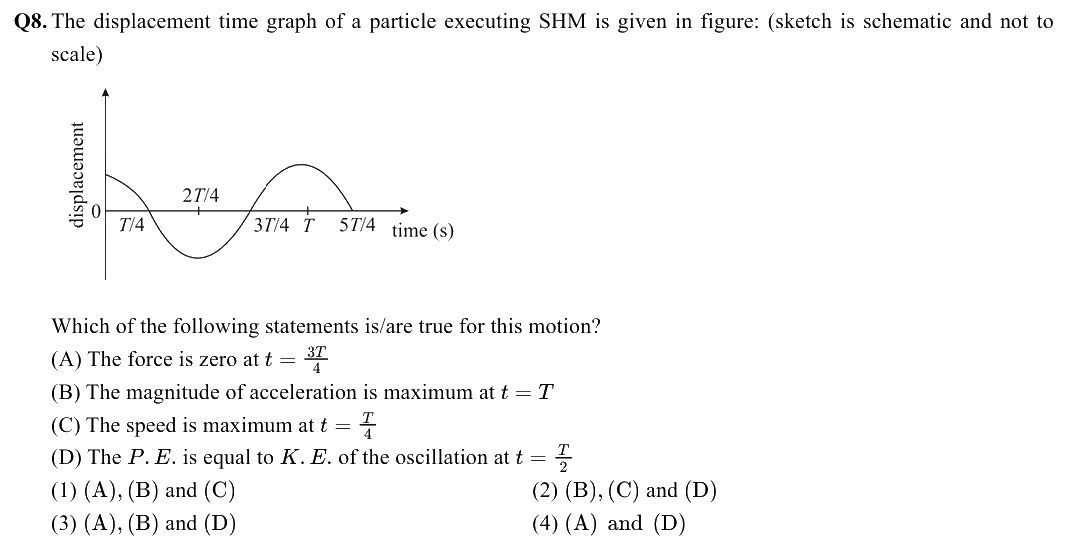 Q8. The displacement time graph of a particle executing SHM is given in figure: (sketch is schematic and not to
scale)
displacement
2T/4
0
T/4
3T/4 T 5T/4 time (s)
Which of the following statements is/are true for this motion?
(A) The force is zero at t = 3T/4
(B) The magnitude of acceleration is maximum at t = T
(C) The speed is maximum at t = T/4
(D) The P. E. is equal to K. E. of the oscillation at t = T/2
(1) (A), (B) and (C) (2) (B), (C) and (D)
(3) (A), (B) and (D) (4) (A) and (D)